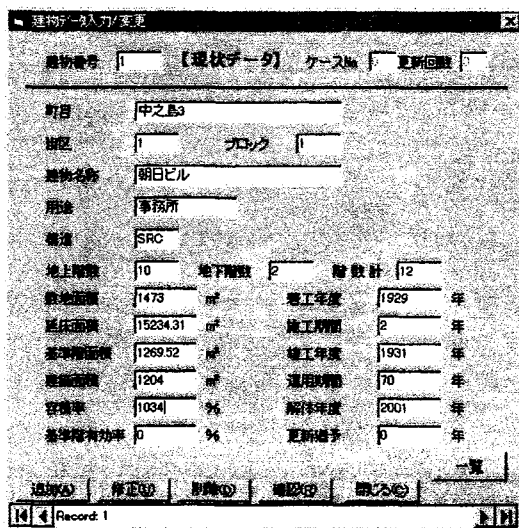 建物データ入力/変更
建物番号 1 【現状データ】 ケースNo 更新回数
町目 中之島3
街区 1 ブロック 1
建物名称 朝日ビル
用途 事務所
構造 SRC
地上階数 10 地下階数 2 階数計 12
敷地面積 1473 ㎡ 着工年度 1929 年
延床面積 15234.31 ㎡ 施工期間 2 年
基準階面積 1269.52 ㎡ 竣工年度 1931 年
建築面積 1204 ㎡ 運用期間 70 年
容積率 1034 % 解体年度 2001 年
基準階有効率 0 % 更新猶予 0 年
一覧
追加(A) 修正(U) 削除(D) 確認(R) 閉じる(C)
Record: 1